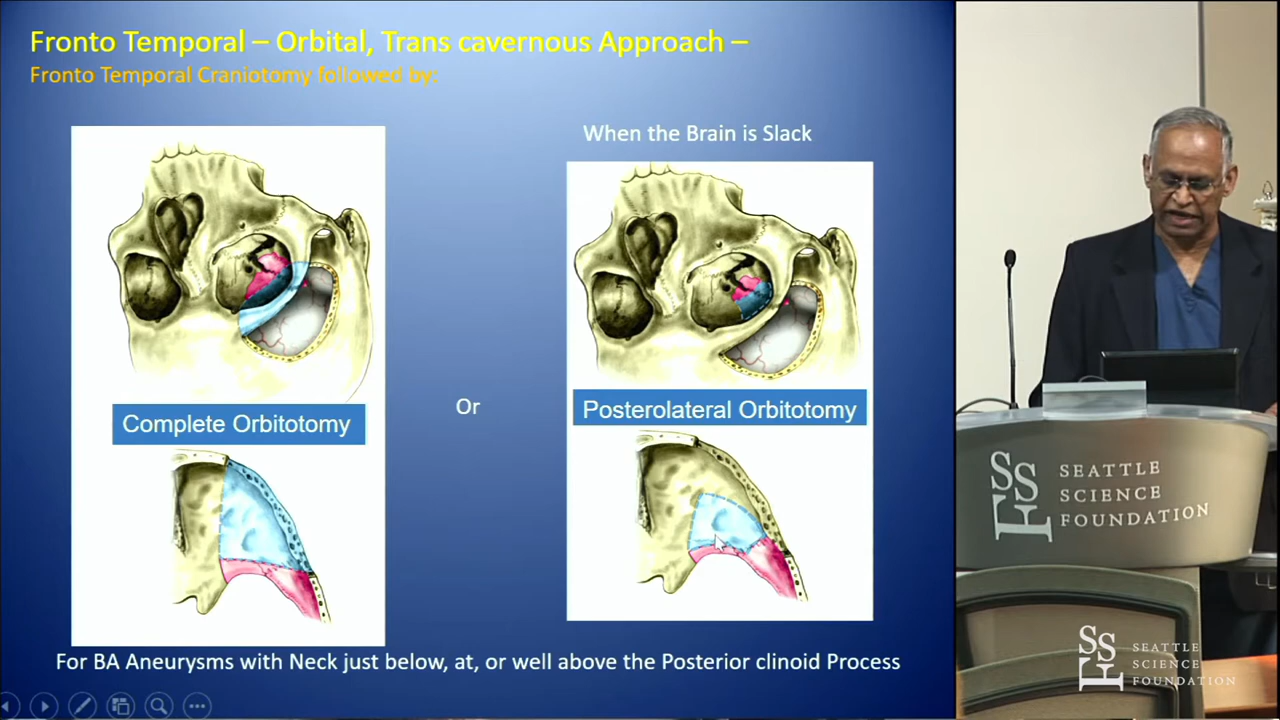 Fronto Temporal – Orbital, Trans cavernous Approach –
Fronto Temporal Craniotomy followed by:
When the Brain is Slack
Complete Orbitotomy
Or
Posterolateral Orbitotomy
For BA Aneurysms with Neck just below, at, or well above the Posterior clinoid Process
SSF
SEATTLE
SCIENCE
FOUNDATION
SSF
SEATTLE
SCIENCE
FOUNDATION